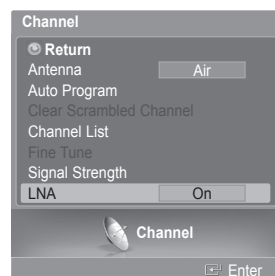 Channel
Return
Antenna Air
Auto Program
Clear Scrambled Channel
Channel List
Fine Tune
Signal Strength
LNA On
Channel
Enter